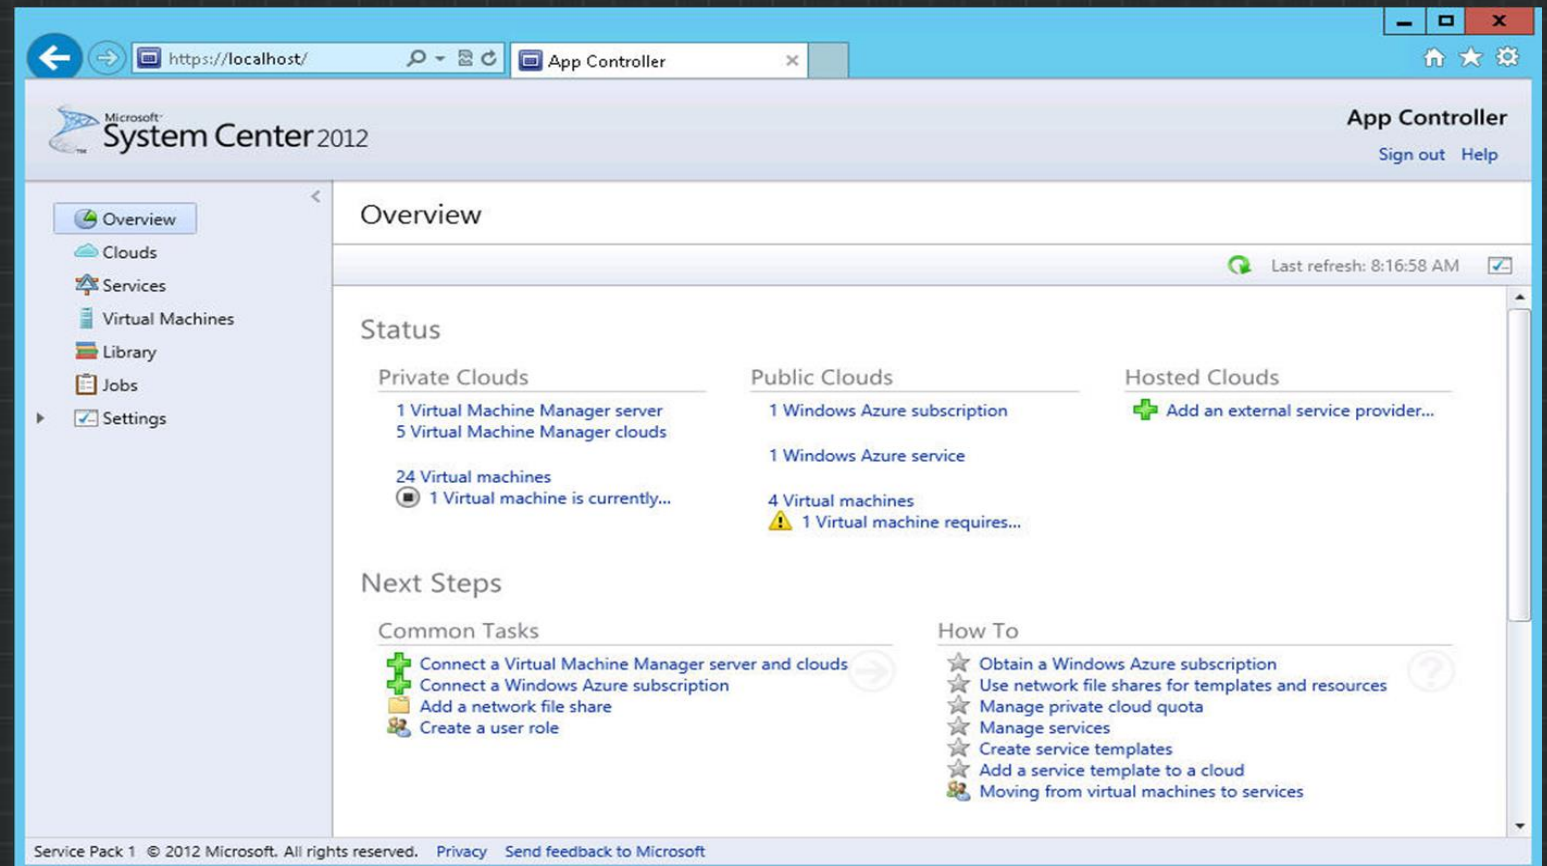 https://localhost/
App Controller
Microsoft
System Center 2012
™
App Controller
Sign out Help
Overview
Clouds
Services
Virtual Machines
Library
Jobs
Settings
Overview
Last refresh: 8:16:58 AM
Status
Private Clouds
1 Virtual Machine Manager server
5 Virtual Machine Manager clouds
24 Virtual machines
1 Virtual machine is currently...
Public Clouds
1 Windows Azure subscription
1 Windows Azure service
4 Virtual machines
1 Virtual machine requires...
Hosted Clouds
Add an external service provider...
Next Steps
Common Tasks
Connect a Virtual Machine Manager server and clouds
Connect a Windows Azure subscription
Add a network file share
Create a user role
How To
Obtain a Windows Azure subscription
Use network file shares for templates and resources
Manage private cloud quota
Manage services
Create service templates
Add a service template to a cloud
Moving from virtual machines to services
Service Pack 1 © 2012 Microsoft. All rights reserved. Privacy Send feedback to Microsoft